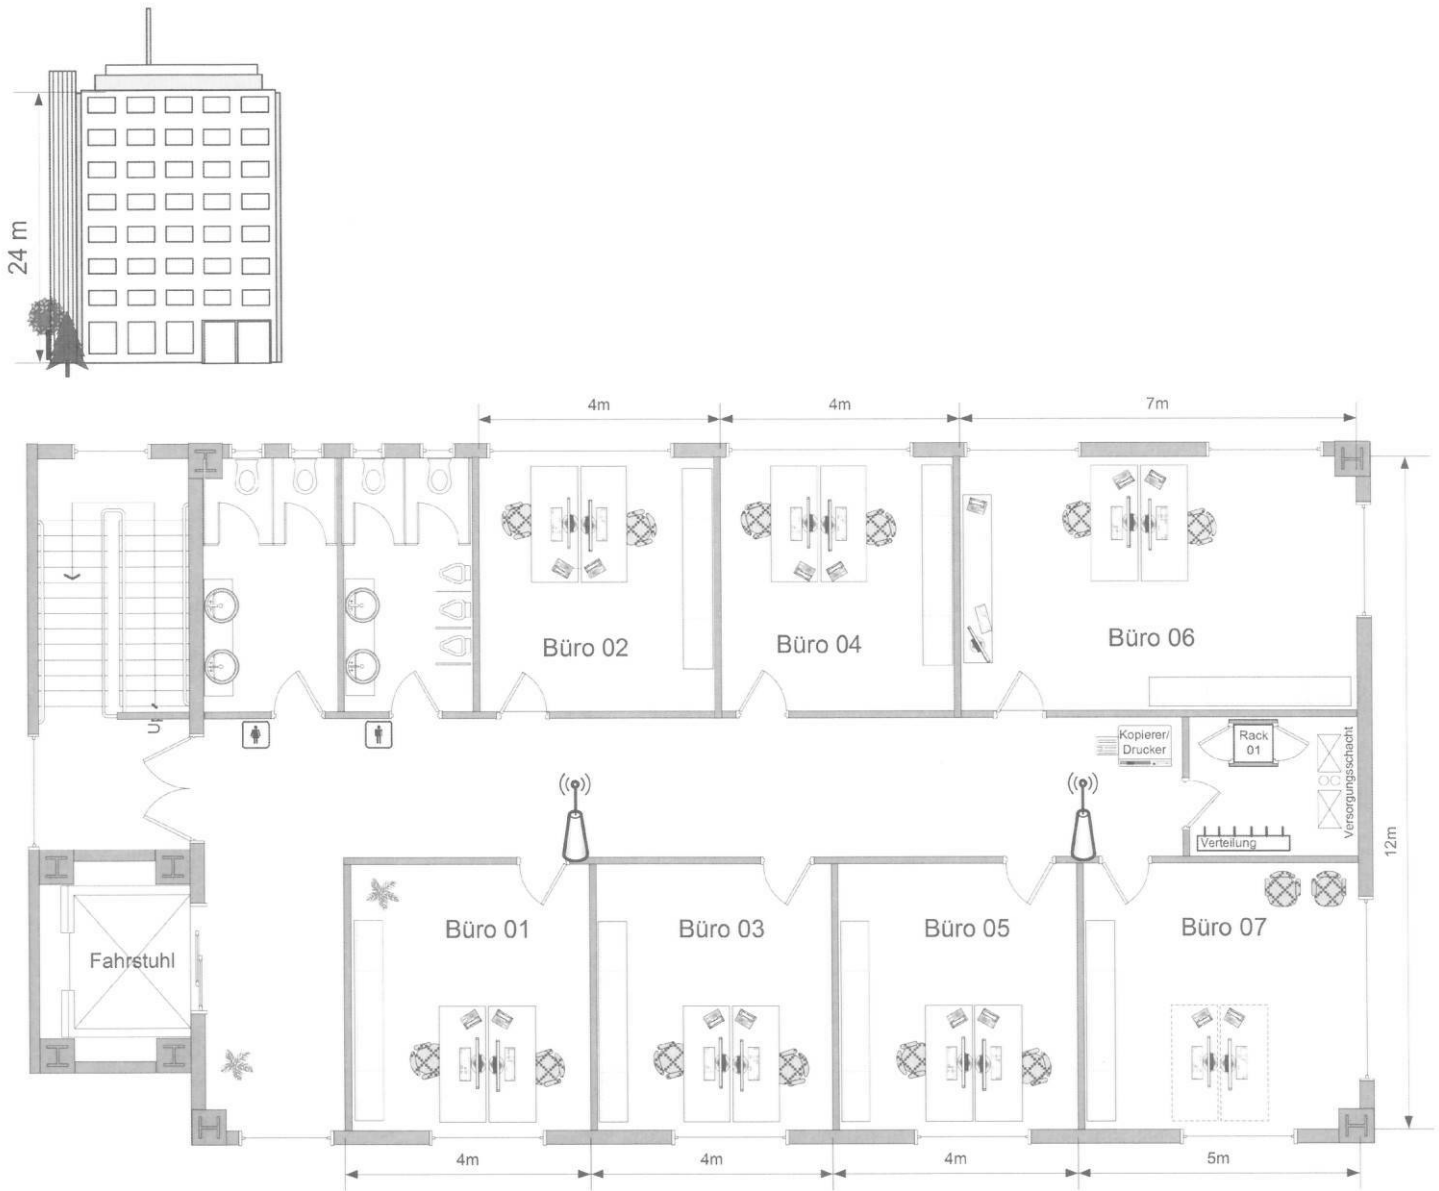 24 m
4m
4m
7m
Büro 02
Büro 04
Büro 06
Kopierer/
Drucker
Rack
01
Versorgungsschacht
Verteilung
12m
Büro 01
Büro 03
Büro 05
Büro 07
Fahrstuhl
4m
4m
4m
5m